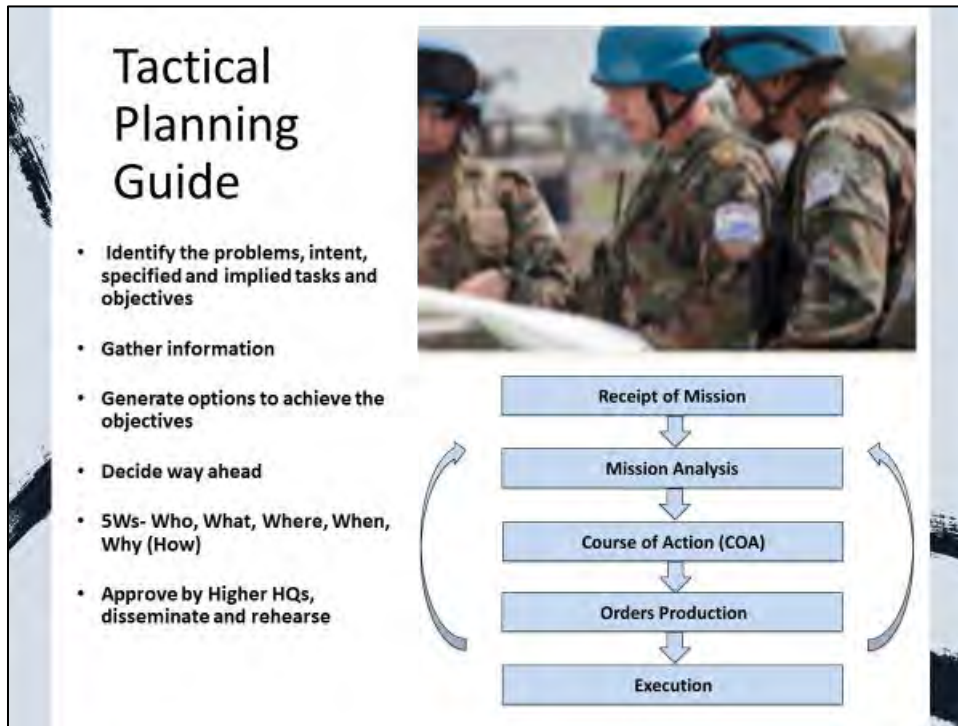 Tactical
Planning
Guide
• Identify the problems, intent,
specified and implied tasks and
objectives
• Gather information
• Generate options to achieve the
objectives
• Decide way ahead
• 5Ws- Who, What, Where, When,
Why (How)
• Approve by Higher HQs,
disseminate and rehearse
Receipt of Mission
Mission Analysis
Course of Action (COA)
Orders Production
Execution